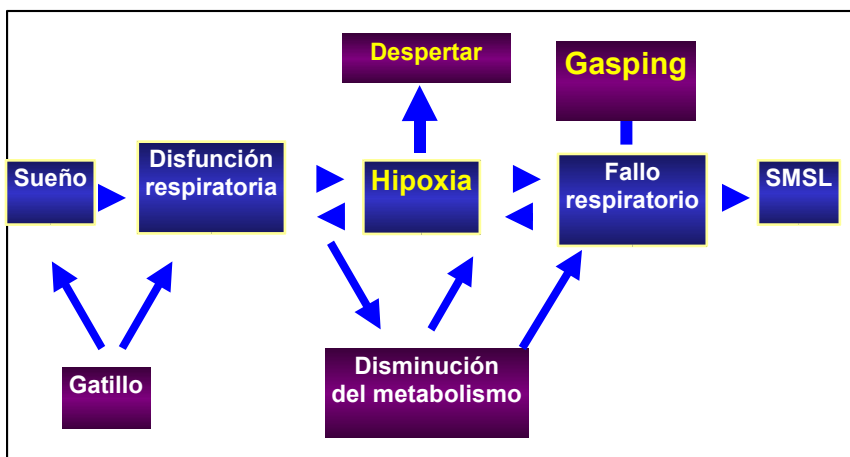 Despertar
Gasping
Sueño
Disfunción
respiratoria
Hipoxia
Fallo
respiratorio
SMSL
Gatillo
Disminución
del metabolismo